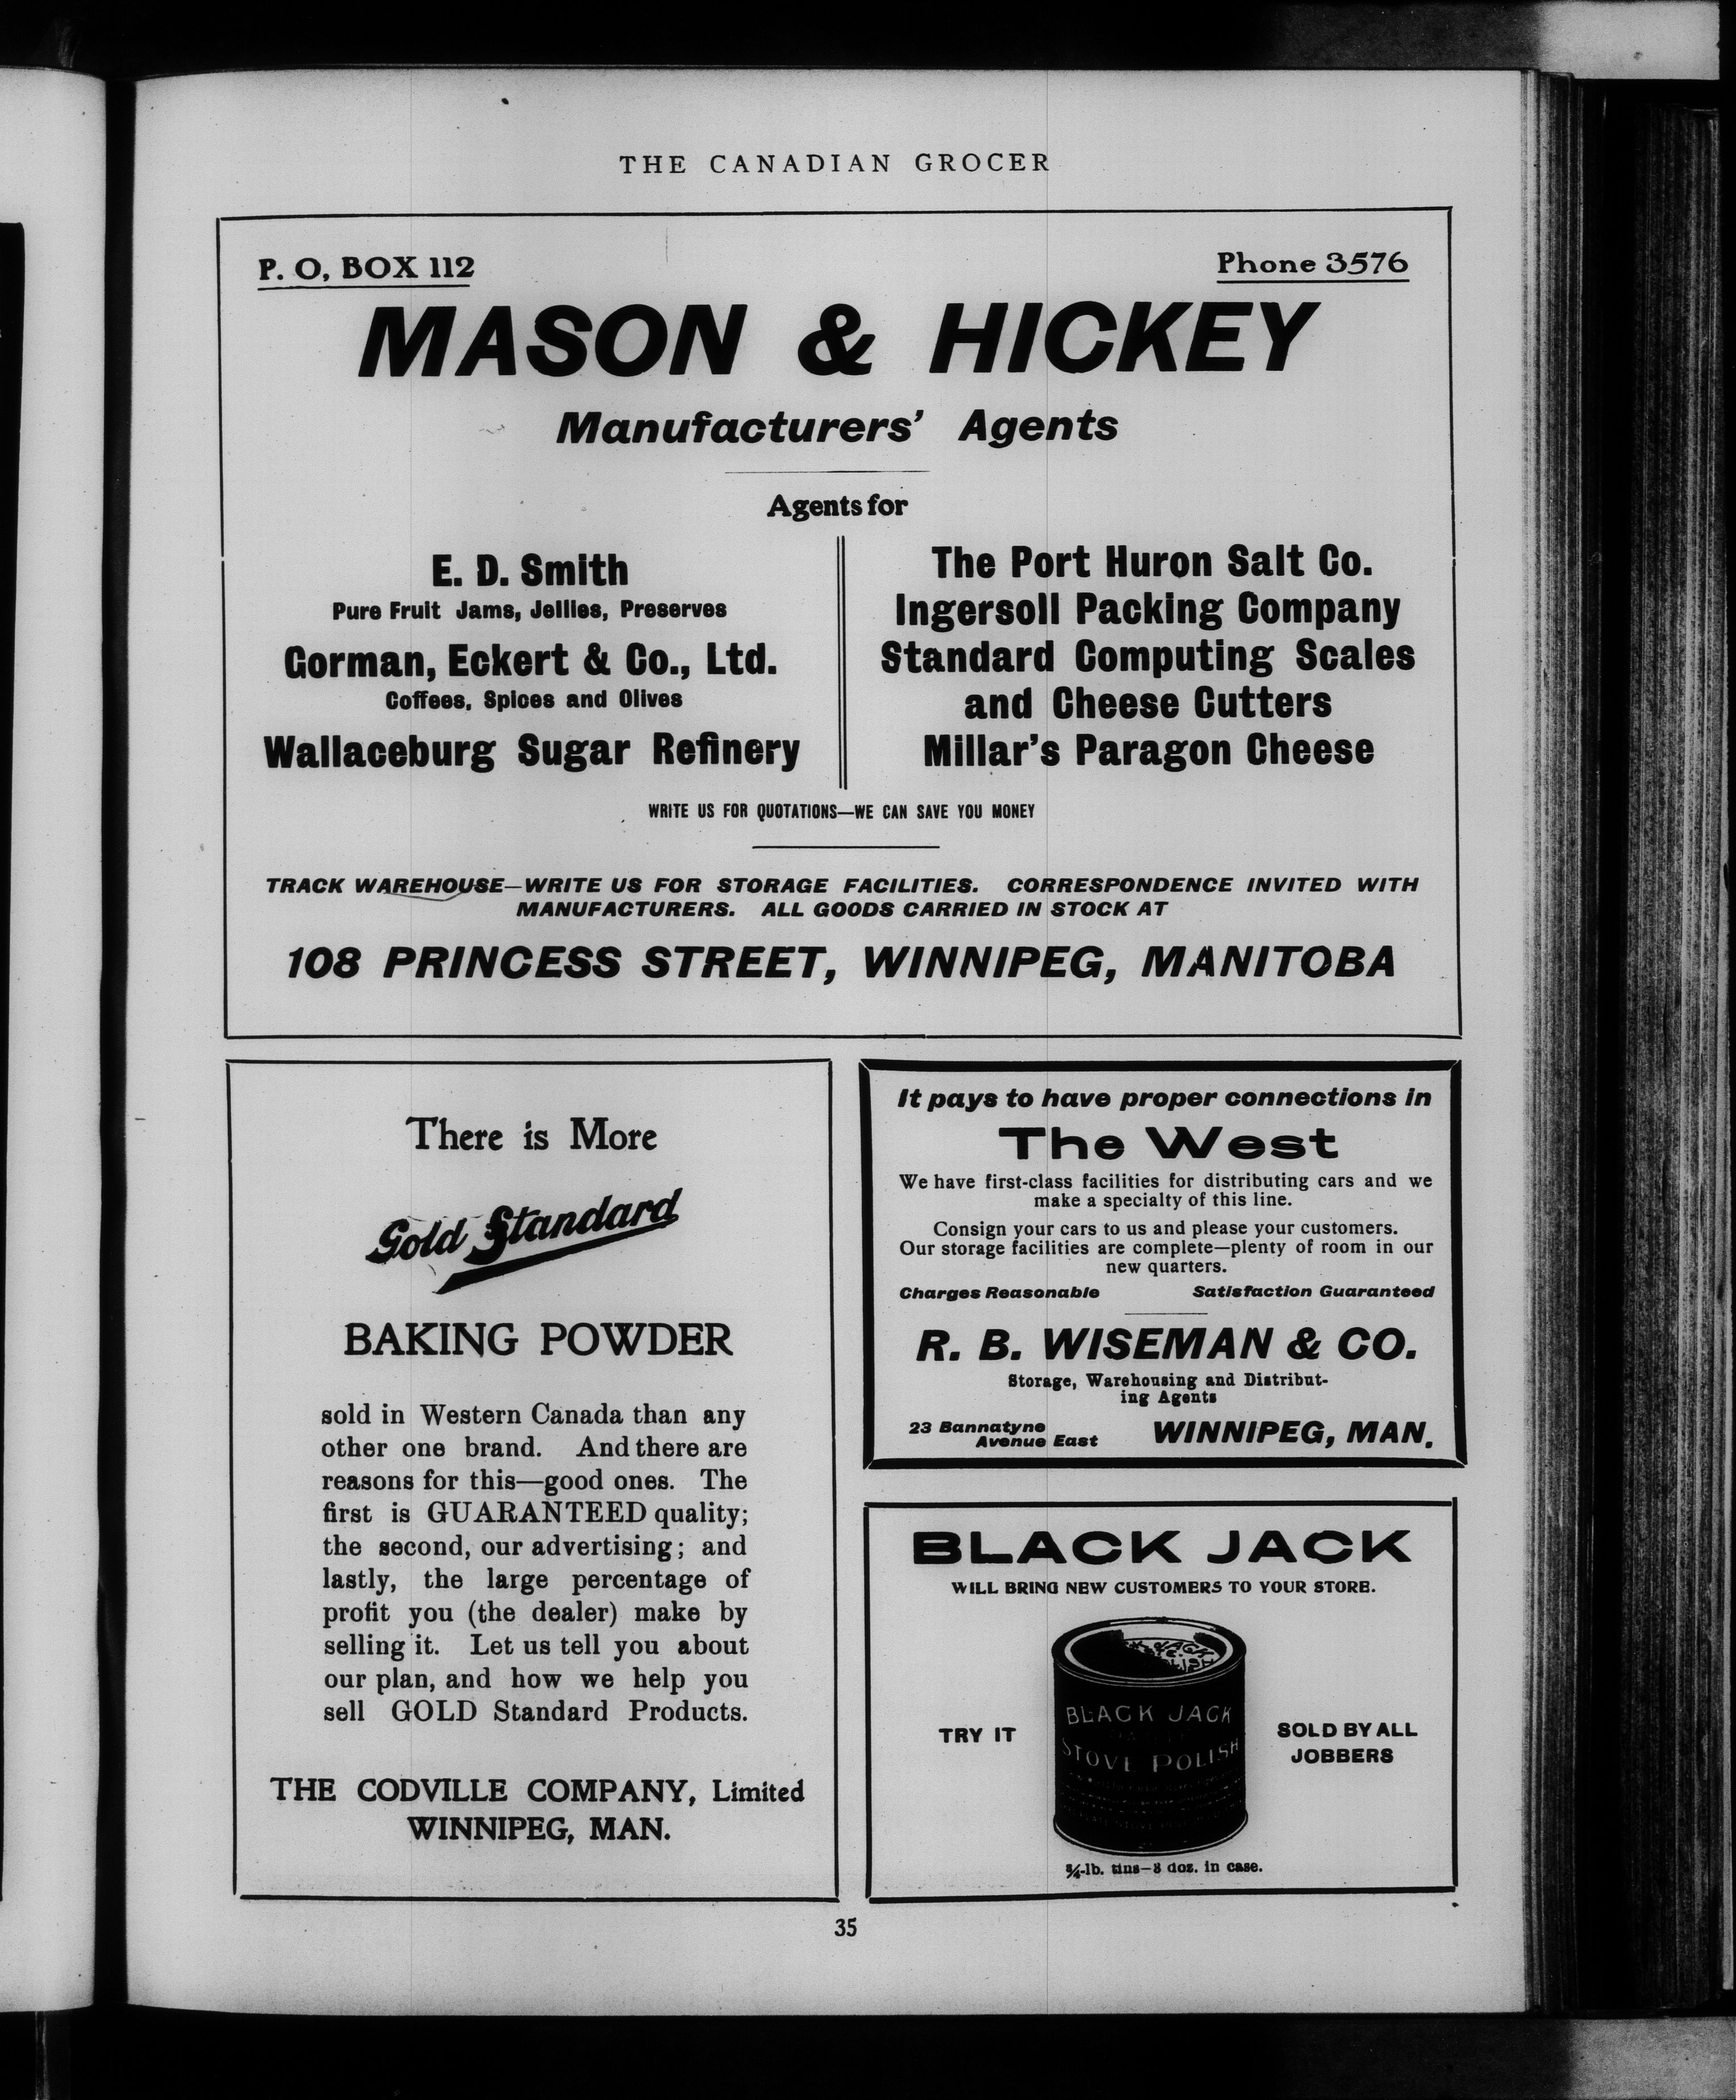 THE CANADIAN GROCER
P. O, BOX 112
Phone 3576
MASON & HICKEY
Manufacturers' Agents
Agents for
E. D. Smith
Pure Fruit Jams, Jellies, Preserves
Gorman, Eckert & Co., Ltd.
Coffees, Spices and Olives
Wallaceburg Sugar Refinery
The Port Huron Salt Co.
Ingersoll Packing Company
Standard Computing Scales
and Cheese Cutters
Millar's Paragon Cheese
WRITE US FOR QUOTATIONS—WE CAN SAVE YOU MONEY
TRACK WAREHOUSE—WRITE US FOR STORAGE FACILITIES. CORRESPONDENCE INVITED WITH
MANUFACTURERS. ALL GOODS CARRIED IN STOCK AT
108 PRINCESS STREET, WINNIPEG, MANITOBA
There is More
Gold Standard
BAKING POWDER
sold in Western Canada than any
other one brand. And there are
reasons for this—good ones. The
first is GUARANTEED quality;
the second, our advertising; and
lastly, the large percentage of
profit you (the dealer) make by
selling it. Let us tell you about
our plan, and how we help you
sell GOLD Standard Products.
THE CODVILLE COMPANY, Limited
WINNIPEG, MAN.
It pays to have proper connections in
The West
We have first-class facilities for distributing cars and we
make a specialty of this line.
Consign your cars to us and please your customers.
Our storage facilities are complete—plenty of room in our
new quarters.
Charges Reasonable
Satisfaction Guaranteed
R. B. WISEMAN & CO.
Storage, Warehousing and Distribut-
ing Agents
23 Bannatyne
Avenue East
WINNIPEG, MAN.
BLACK JACK
WILL BRING NEW CUSTOMERS TO YOUR STORE.
TRY IT
BLACK JACK
STOVE POLISH
SOLD BY ALL
JOBBERS
¾-lb. tins—3 doz. in case.
35